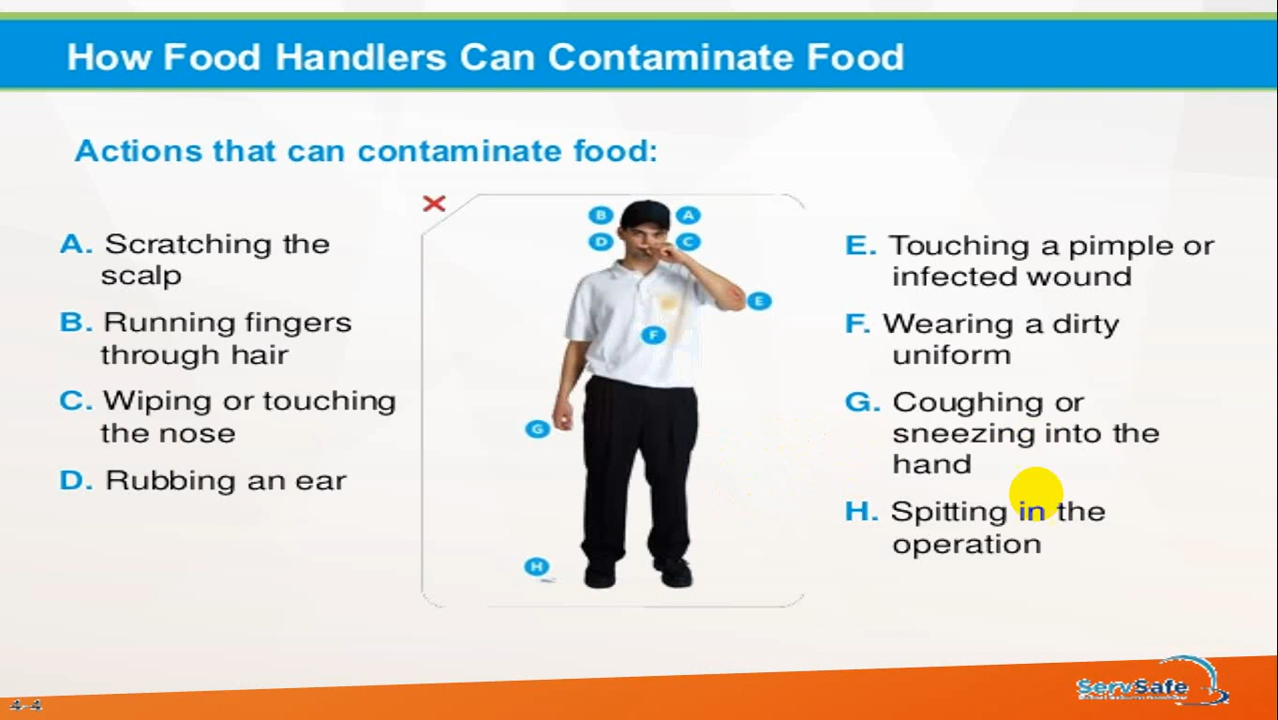 How Food Handlers Can Contaminate Food
Actions that can contaminate food:
A. Scratching the
scalp
B. Running fingers
through hair
C. Wiping or touching
the nose
D. Rubbing an ear
B
A
D
C
E
F
G
H
E. Touching a pimple or
infected wound
F. Wearing a dirty
uniform
G. Coughing or
sneezing into the
hand
H. Spitting in the
operation
4-4
ServSafe